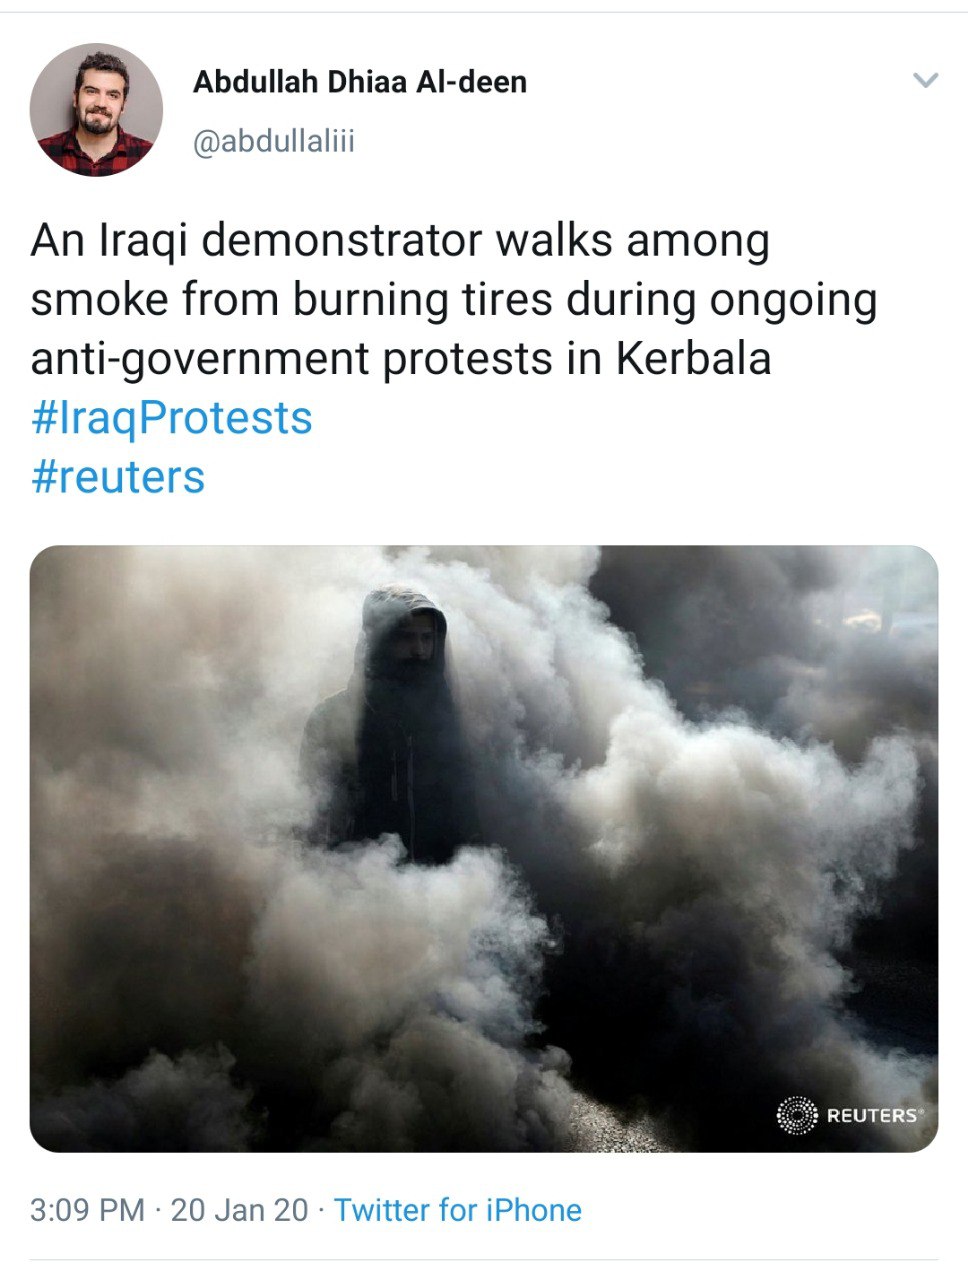 Abdullah Dhiaa Al-deen
@abdullaliii
An Iraqi demonstrator walks among
smoke from burning tires during ongoing
anti-government protests in Kerbala
#IraqProtests
#reuters
REUTERS®
3:09 PM · 20 Jan 20 · Twitter for iPhone